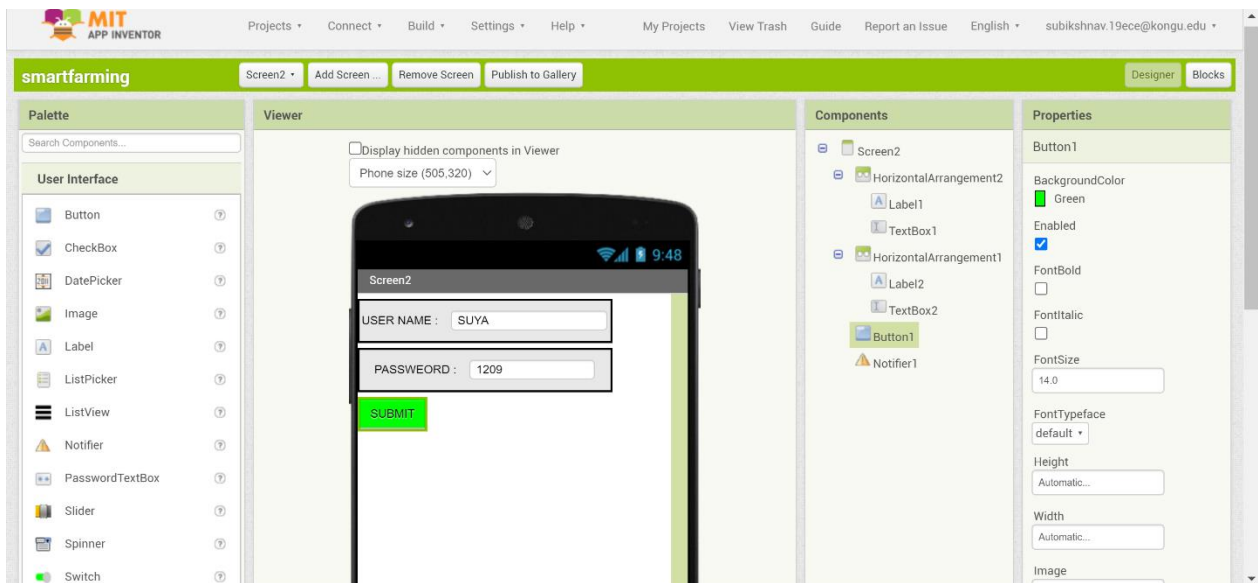 MIT
APP INVENTOR
Projects Connect Build Settings Help My Projects View Trash Guide Report an Issue English subikshnav.19ece@kongu.edu
smartfarming Screen2 Add Screen ... Remove Screen Publish to Gallery Designer Blocks
Palette
Search Components...
User Interface
Button
CheckBox
DatePicker
Image
Label
ListPicker
ListView
Notifier
PasswordTextBox
Slider
Spinner
Switch
Viewer
Display hidden components in Viewer
Phone size (505,320)
9:48
Screen2
USER NAME : SUYA
PASSWEORD : 1209
SUBMIT
Components
Screen2
HorizontalArrangement2
Label1
TextBox1
HorizontalArrangement1
Label2
TextBox2
Button1
Notifier1
Properties
Button1
BackgroundColor
Green
Enabled
FontBold
FontItalic
FontSize
14.0
FontTypeface
default
Height
Automatic...
Width
Automatic...
Image